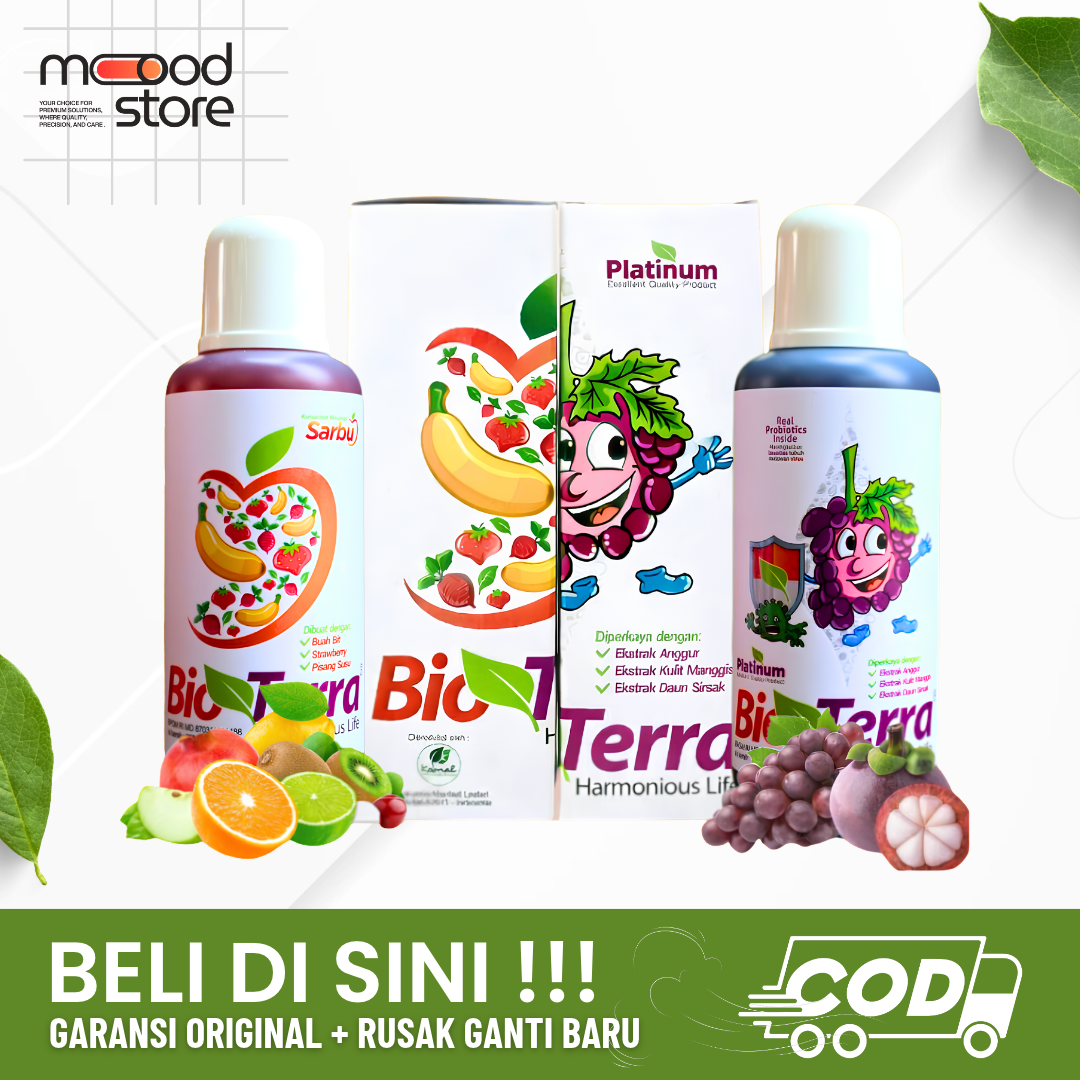 mood
store
YOUR CHOICE FOR
PREMIUM SOLUTIONS,
WHERE QUALITY,
PRECISION, AND CARE.
Platinum
Excellent Quality Product
Sarbu
Dibuat dengan:
Buah Bit
Strawberry
Pisang Susu
Bio Terra
Diperkaya dengan:
Ekstrak Anggur
Ekstrak Kulit Manggis
Ekstrak Daun Sirsak
Bio T
Terra
Harmonious Life
Kamal
Real
Probiotics
Inside
Platinum
Diperkaya dengan:
Ekstrak Anggur
Ekstrak Kulit Manggis
Ekstrak Daun Sirsak
Bio Terra
BELI DI SINI !!!
GARANSI ORIGINAL + RUSAK GANTI BARU
COD